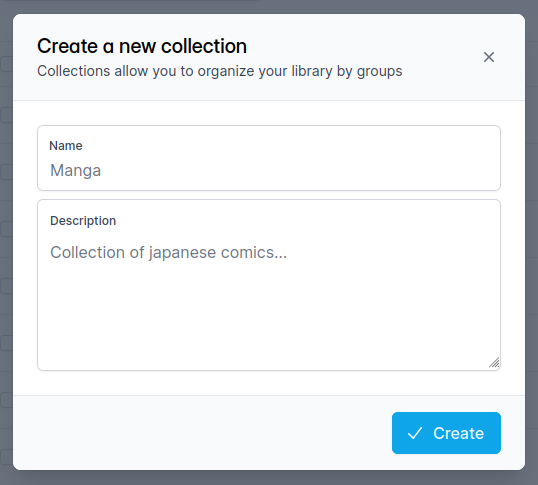 Create a new collection
Collections allow you to organize your library by groups
Name
Manga
Description
Collection of japanese comics...
Create